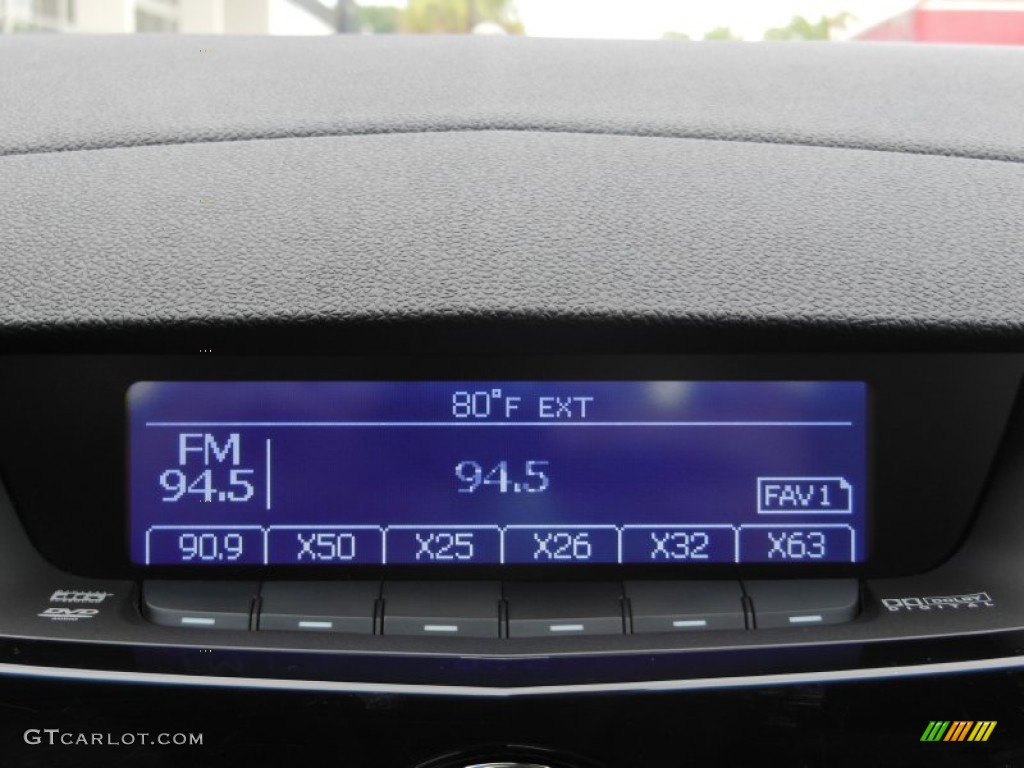 80°F EXT
FM
94.5
94.5
FAV 1
90.9 X50 X25 X26 X32 X63
DVD
DOLBY
DIGITAL
GTCARLOT.COM